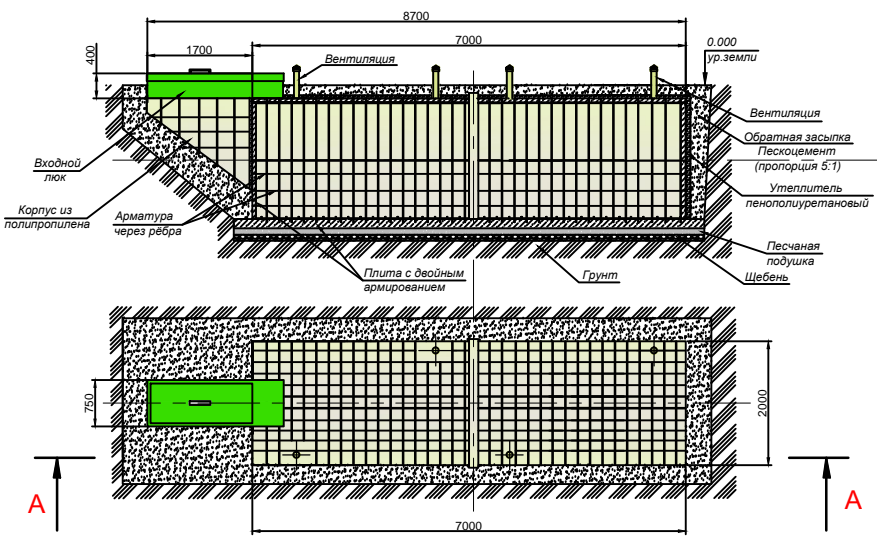 8700
1700
7000
400
Вентиляция
0.000
ур.земли
Вентиляция
Обратная засыпка
Пескоцемент
(пропорция 5:1)
Утеплитель
пенополиуретановый
Входной
люк
Корпус из
полипропилена
Арматура
через рёбра
Плита с двойным
армированием
Грунт
Песчаная
подушка
Щебень
750
2000
А
А
7000